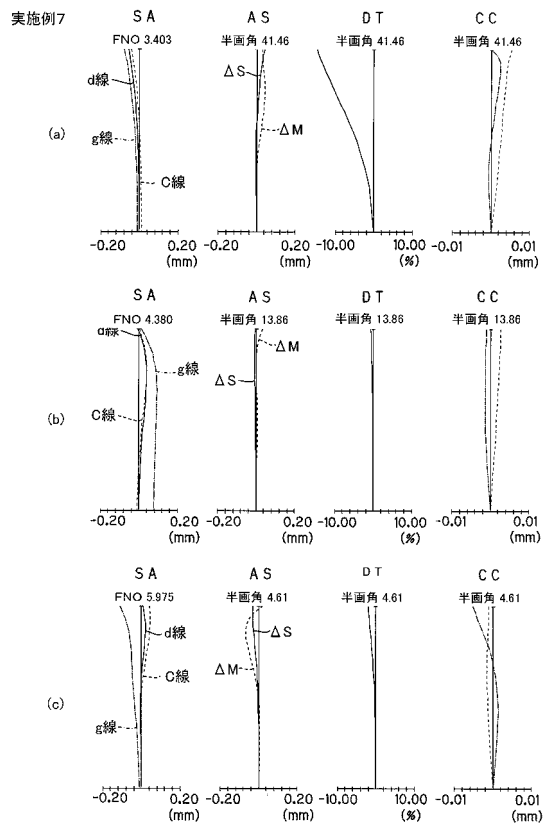 実施例7
SA AS DT CC
FNO 3.403 半画角 41.46 半画角 41.46 半画角 41.46
d線 ΔS
g線 ΔM
(a)
C線
-0.20 0.20 -0.20 0.20 -10.00 10.00 -0.01 0.01
(mm) (mm) (%) (mm)
SA AS DT CC
FNO 4.380 半画角 13.86 半画角 13.86 半画角 13.86
d線 ΔM
g線 ΔS
C線
(b)
-0.20 0.20 -0.20 0.20 -10.00 10.00 -0.01 0.01
(mm) (mm) (%) (mm)
SA AS DT CC
FNO 5.975 半画角 4.61 半画角 4.61 半画角 4.61
d線 ΔS
C線 ΔM
(c)
g線
-0.20 0.20 -0.20 0.20 -10.00 10.00 -0.01 0.01
(mm) (mm) (%) (mm)